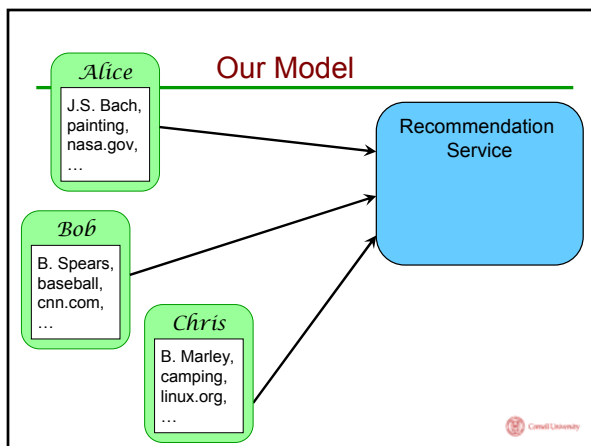 Our Model
Alice
J.S. Bach,
painting,
nasa.gov,
…
Recommendation
Service
Bob
B. Spears,
baseball,
cnn.com,
…
Chris
B. Marley,
camping,
linux.org,
…
Cornell University